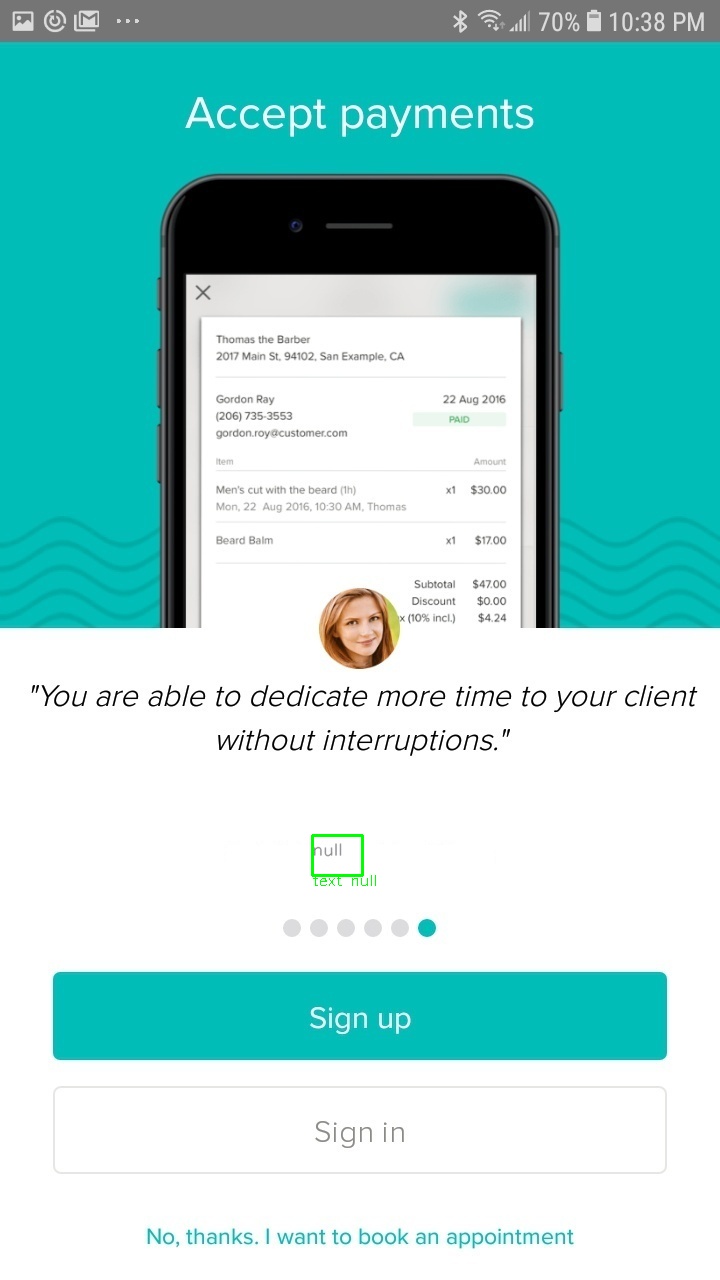 70% 10:38 PM
Accept payments
Thomas the Barber
2017 Main St, 94102, San Example, CA
Gordon Ray 22 Aug 2016
(206) 735-3553 PAID
gordon.roy@customer.com
Item Amount
Men's cut with the beard (1h) x1 $30.00
Mon, 22 Aug 2016, 10:30 AM, Thomas
Beard Balm x1 $17.00
Subtotal $47.00
Discount $0.00
x (10% incl.) $4.24
"You are able to dedicate more time to your client
without interruptions."
null
text null
Sign up
Sign in
No, thanks. I want to book an appointment